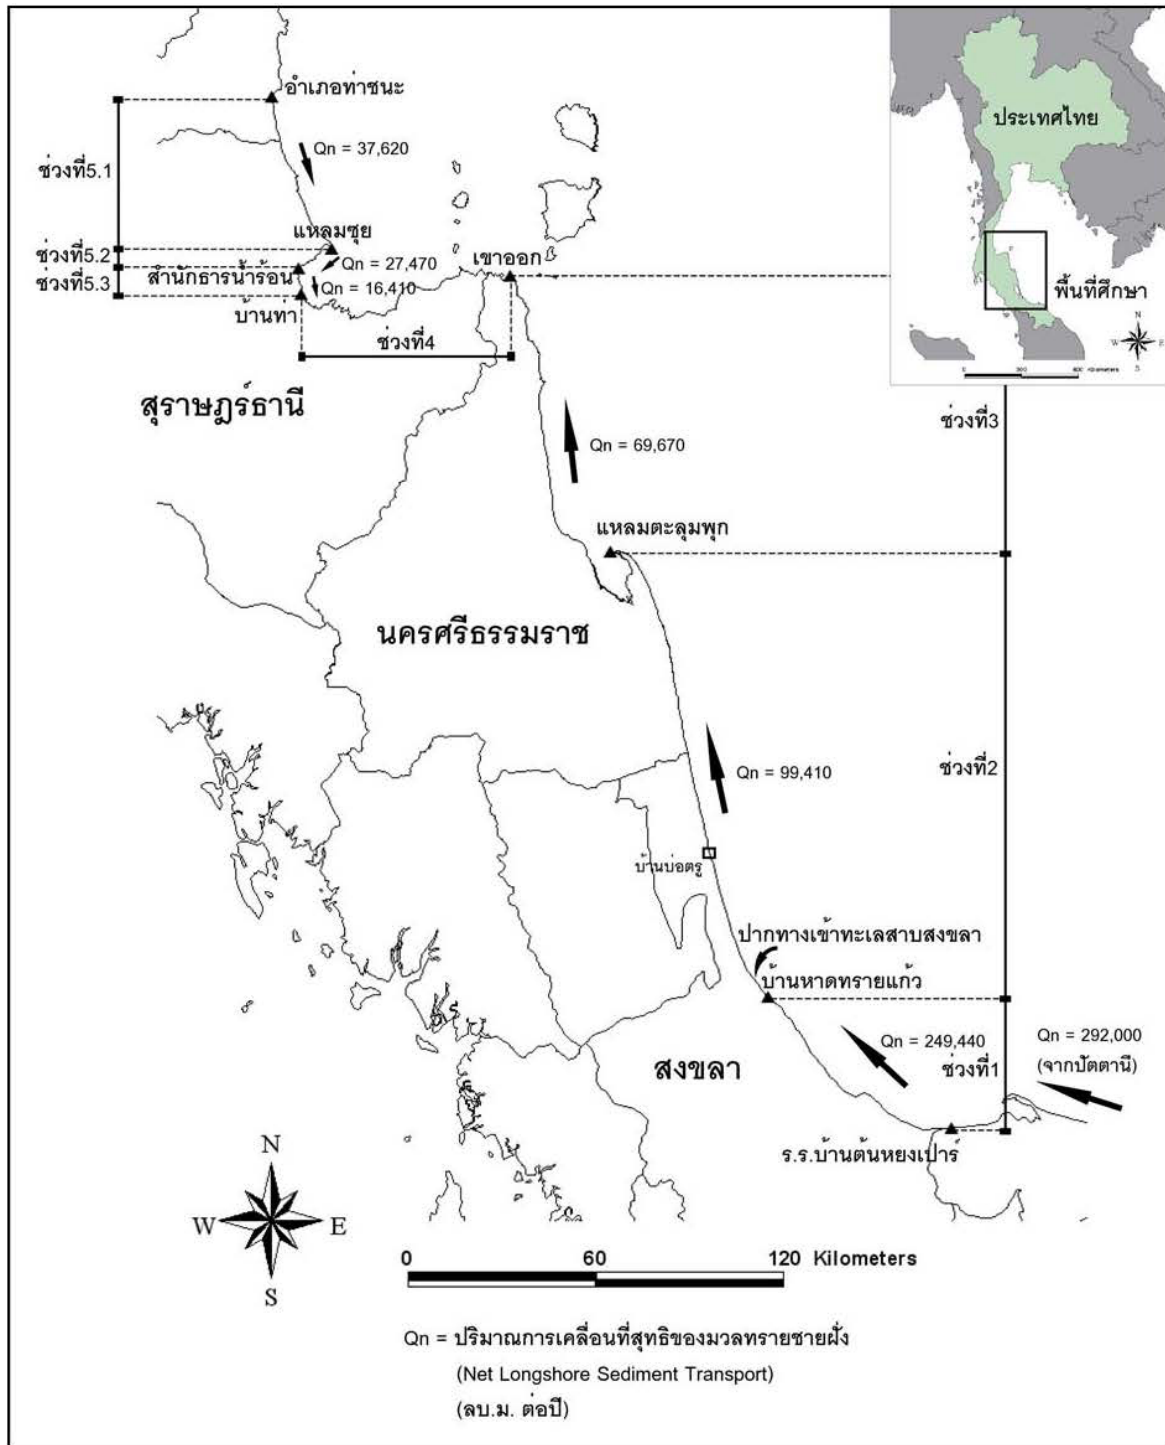 อำเภอท่าชนะ
ประเทศไทย
Qn = 37,620
ช่วงที่5.1
แหลมซุย
ช่วงที่5.2
เขาออก
Qn = 27,470
สำนักธารน้ำร้อน
ช่วงที่5.3
Qn = 16,410
บ้านท่า
พื้นที่ศึกษา
N
W
E
S
ช่วงที่4
0
300
600 Kilometers
สุราษฎร์ธานี
ช่วงที่3
Qn = 69,670
แหลมตะลุมพุก
นครศรีธรรมราช
ช่วงที่2
Qn = 99,410
บ้านบ่อตรู
ปากทางเข้าทะเลสาบสงขลา
บ้านหาดทรายแก้ว
Qn = 249,440
Qn = 292,000
(จากปัตตานี)
ช่วงที่1
สงขลา
ร.ร.บ้านต้นหยงเปาร์
N
W
E
S
0
60
120 Kilometers
Qn = ปริมาณการเคลื่อนที่สุทธิของมวลทรายชายฝั่ง
(Net Longshore Sediment Transport)
(ลบ.ม. ต่อปี)